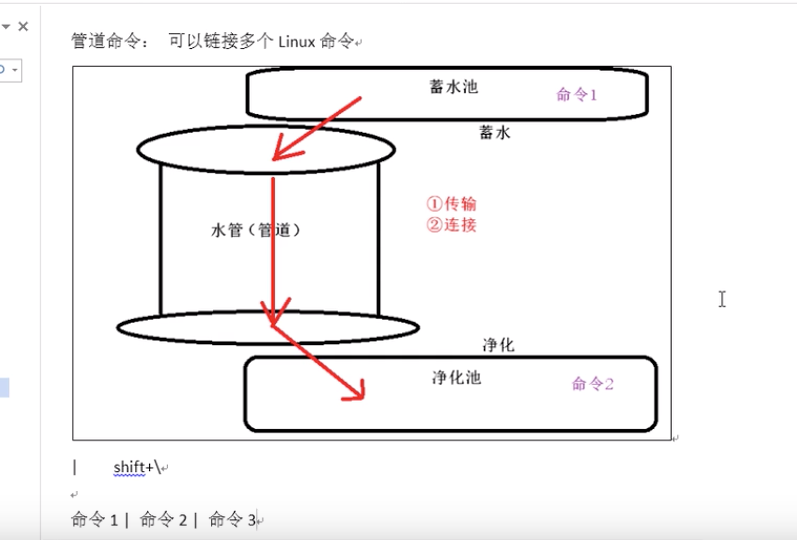 管道命令： 可以链接多个 Linux 命令
蓄水池
命令1
蓄水
①传输
②连接
水管（管道）
净化
净化池
命令2
| shift+\
命令 1 | 命令 2 | 命令 3